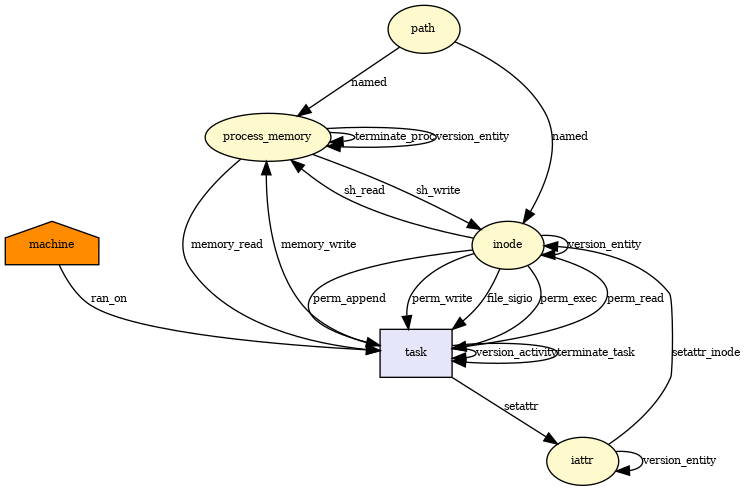 path
named
process_memory
terminate_proc
version_entity
named
sh_read
sh_write
machine
memory_read
memory_write
inode
version_entity
ran_on
perm_append
perm_write
file_sigio
perm_exec
perm_read
task
version_activity
terminate_task
setattr_inode
setattr
iattr
version_entity